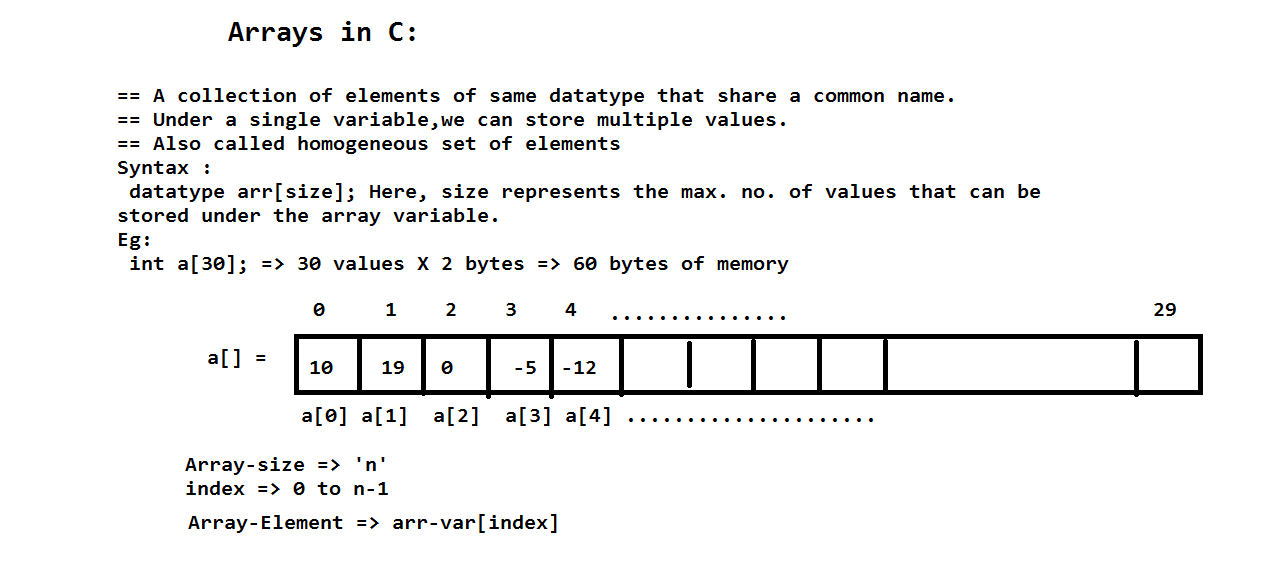 Arrays in C:
== A collection of elements of same datatype that share a common name.
== Under a single variable,we can store multiple values.
== Also called homogeneous set of elements
Syntax :
datatype arr[size]; Here, size represents the max. no. of values that can be
stored under the array variable.
Eg:
int a[30]; => 30 values X 2 bytes => 60 bytes of memory
0 1 2 3 4 ............... 29
a[] = 10 19 0 -5 -12
a[0] a[1] a[2] a[3] a[4] .....................
Array-size => 'n'
index => 0 to n-1
Array-Element => arr-var[index]